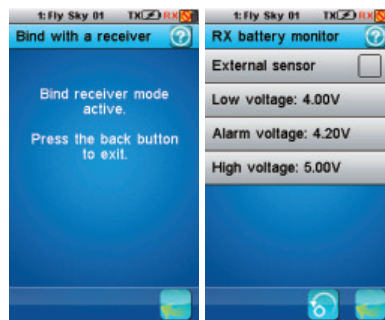 1: Fly Sky 01 TX RX
Bind with a receiver ?
Bind receiver mode
active.
Press the back button
to exit.
1: Fly Sky 01 TX RX
RX battery monitor ?
External sensor
Low voltage: 4.00V
Alarm voltage: 4.20V
High voltage: 5.00V